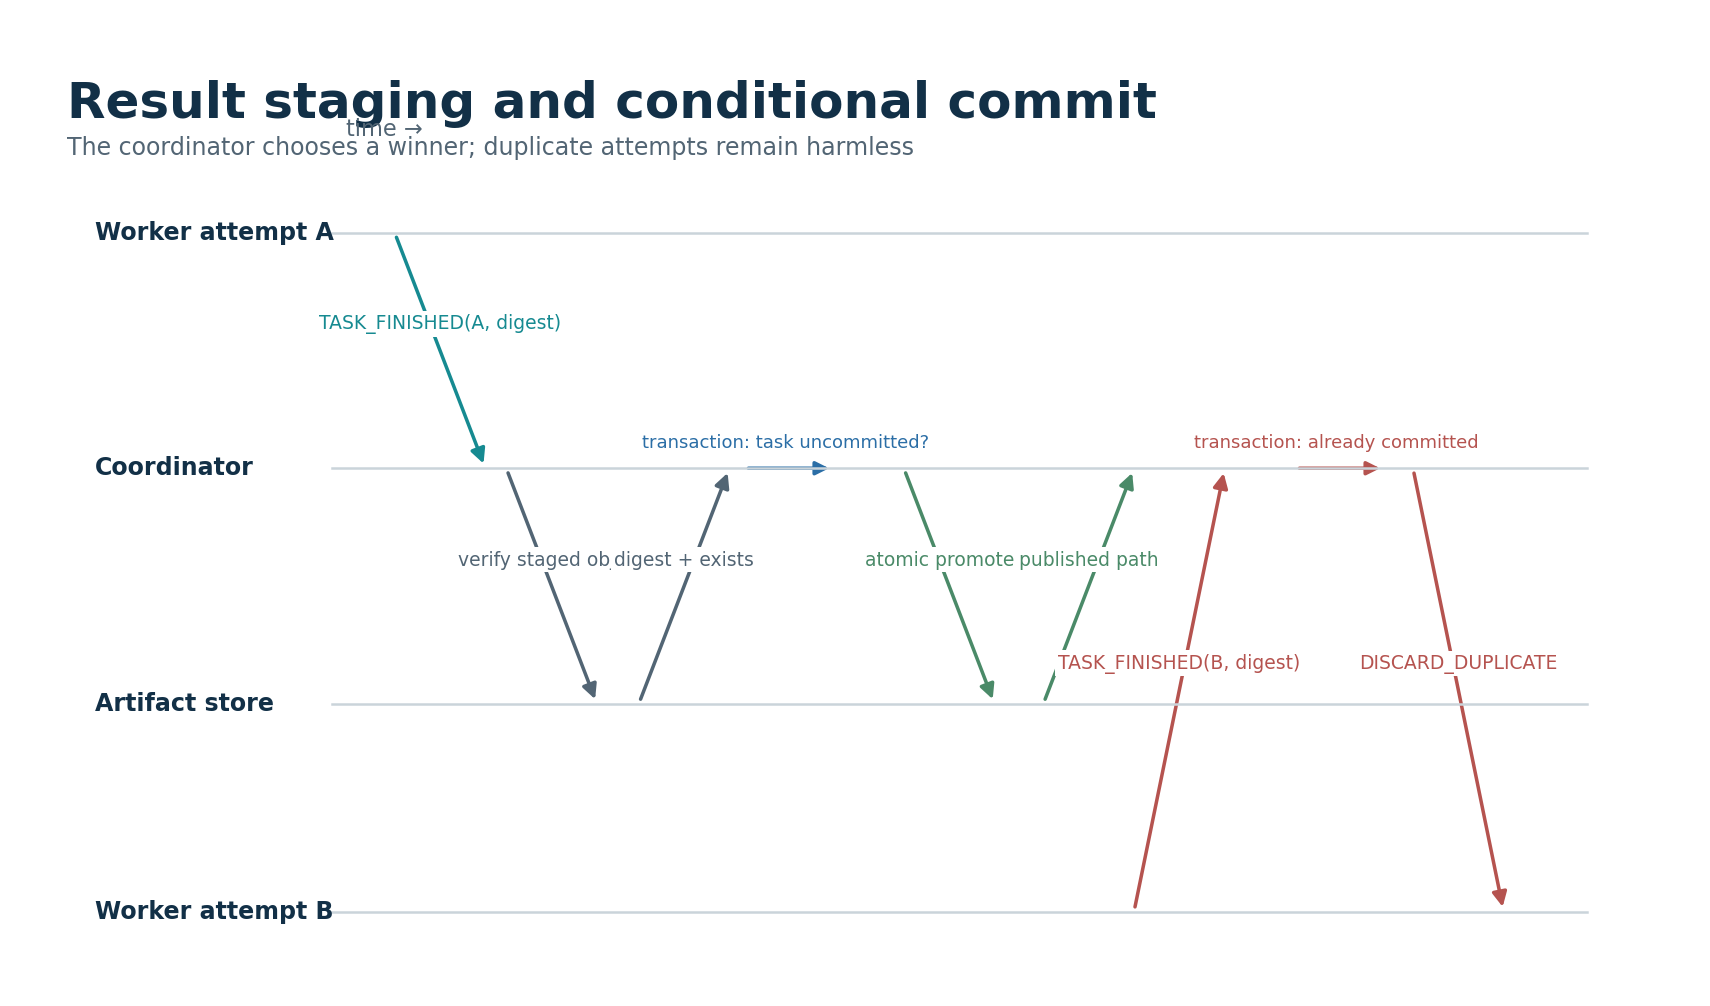 Result staging and conditional commit
time →
The coordinator chooses a winner; duplicate attempts remain harmless
Worker attempt A
TASK_FINISHED(A, digest)
transaction: task uncommitted?
transaction: already committed
Coordinator
verify staged ob
digest + exists
atomic promote
published path
TASK_FINISHED(B, digest)
DISCARD_DUPLICATE
Artifact store
Worker attempt B